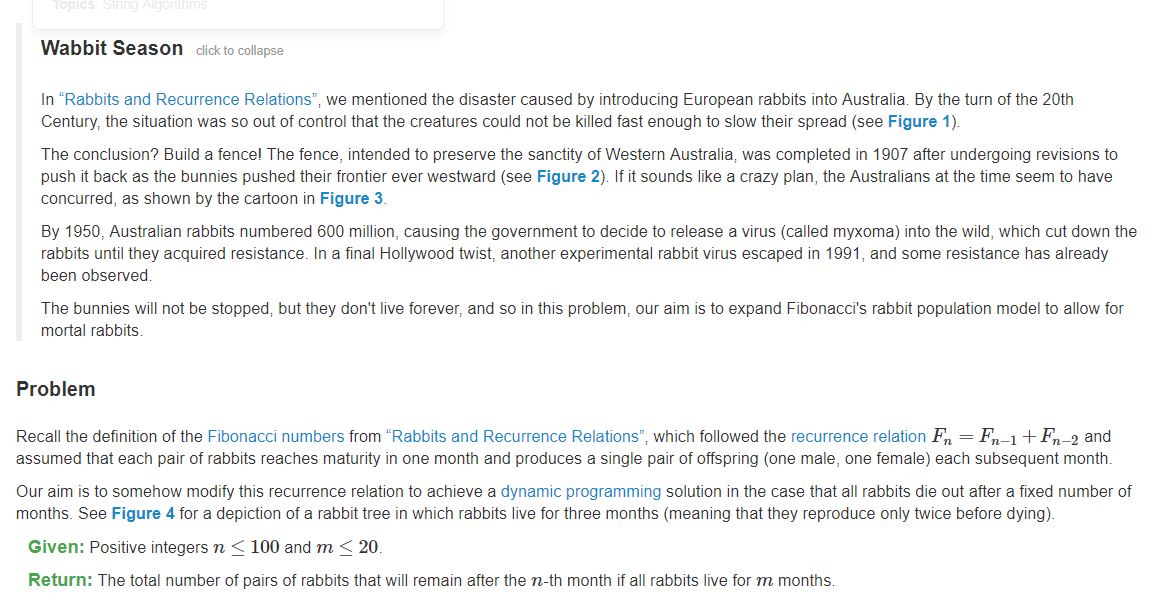 Topics: String Algorithms
Wabbit Season click to collapse
In “Rabbits and Recurrence Relations”, we mentioned the disaster caused by introducing European rabbits into Australia. By the turn of the 20th
Century, the situation was so out of control that the creatures could not be killed fast enough to slow their spread (see Figure 1).
The conclusion? Build a fence! The fence, intended to preserve the sanctity of Western Australia, was completed in 1907 after undergoing revisions to
push it back as the bunnies pushed their frontier ever westward (see Figure 2). If it sounds like a crazy plan, the Australians at the time seem to have
concurred, as shown by the cartoon in Figure 3.
By 1950, Australian rabbits numbered 600 million, causing the government to decide to release a virus (called myxoma) into the wild, which cut down the
rabbits until they acquired resistance. In a final Hollywood twist, another experimental rabbit virus escaped in 1991, and some resistance has already
been observed.
The bunnies will not be stopped, but they don't live forever, and so in this problem, our aim is to expand Fibonacci's rabbit population model to allow for
mortal rabbits.
Problem
Recall the definition of the Fibonacci numbers from “Rabbits and Recurrence Relations”, which followed the recurrence relation Fₙ = Fₙ₋₁ + Fₙ₋₂ and
assumed that each pair of rabbits reaches maturity in one month and produces a single pair of offspring (one male, one female) each subsequent month.
Our aim is to somehow modify this recurrence relation to achieve a dynamic programming solution in the case that all rabbits die out after a fixed number of
months. See Figure 4 for a depiction of a rabbit tree in which rabbits live for three months (meaning that they reproduce only twice before dying).
Given: Positive integers n ≤ 100 and m ≤ 20.
Return: The total number of pairs of rabbits that will remain after the n-th month if all rabbits live for m months.